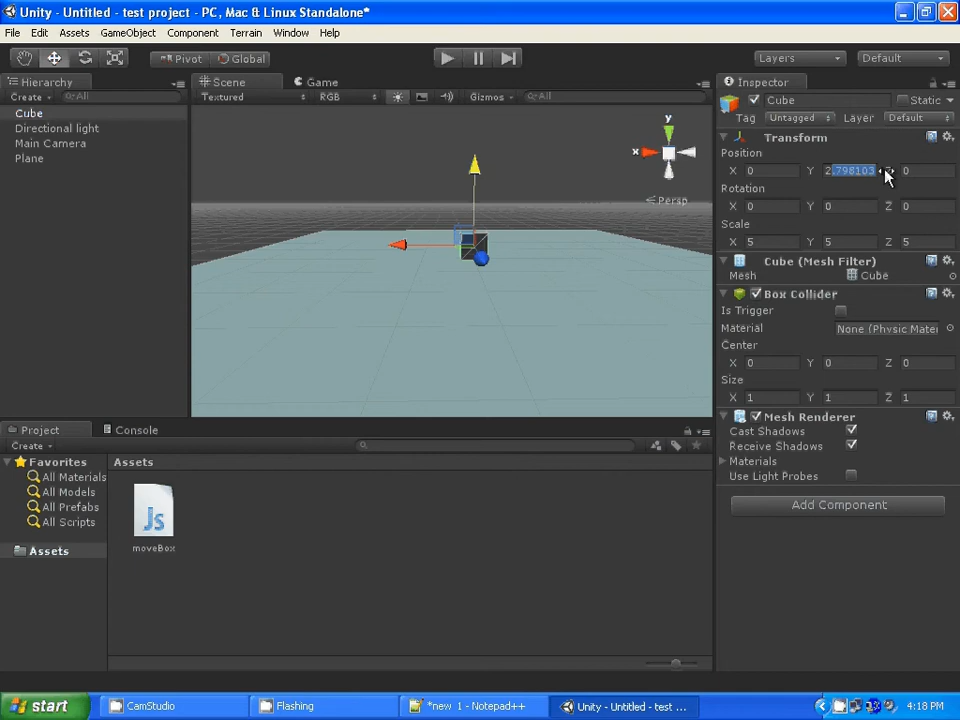 Unity - Untitled - test project - PC, Mac & Linux Standalone*
File Edit Assets GameObject Component Terrain Window Help
Pivot Global Layers Default
Hierarchy
Create All
Cube
Directional light
Main Camera
Plane
Scene Game
Textured RGB Gizmos All
y
x
Persp
Inspector
Cube Static
Tag Untagged Layer Default
Transform
Position
X 0 Y 2.798103 0
Rotation
X 0 Y 0 Z 0
Scale
X 5 Y 5 Z 5
Cube (Mesh Filter)
Mesh Cube
Box Collider
Is Trigger
Material None (Physic Mater
Center
X 0 Y 0 Z 0
Size
X 1 Y 1 Z 1
Mesh Renderer
Cast Shadows
Receive Shadows
Materials
Use Light Probes
Add Component
Project Console
Create
Favorites
All Materials
All Models
All Prefabs
All Scripts
Assets
Assets
Js
moveBox
start CamStudio Flashing *new 1 - Notepad++ Unity - Untitled - test ... 4:18 PM